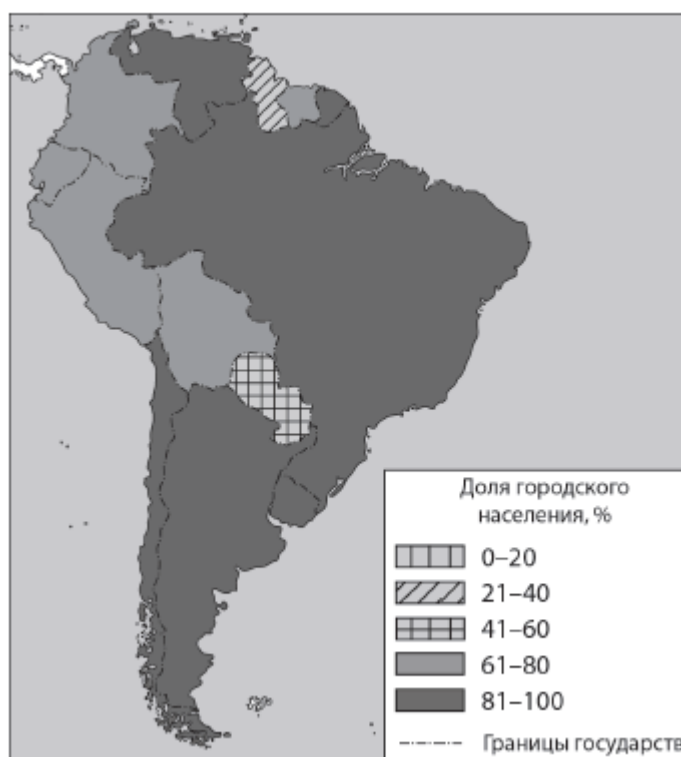 Доля городского
населения, %
0–20
21–40
41–60
61–80
81–100
Границы государств